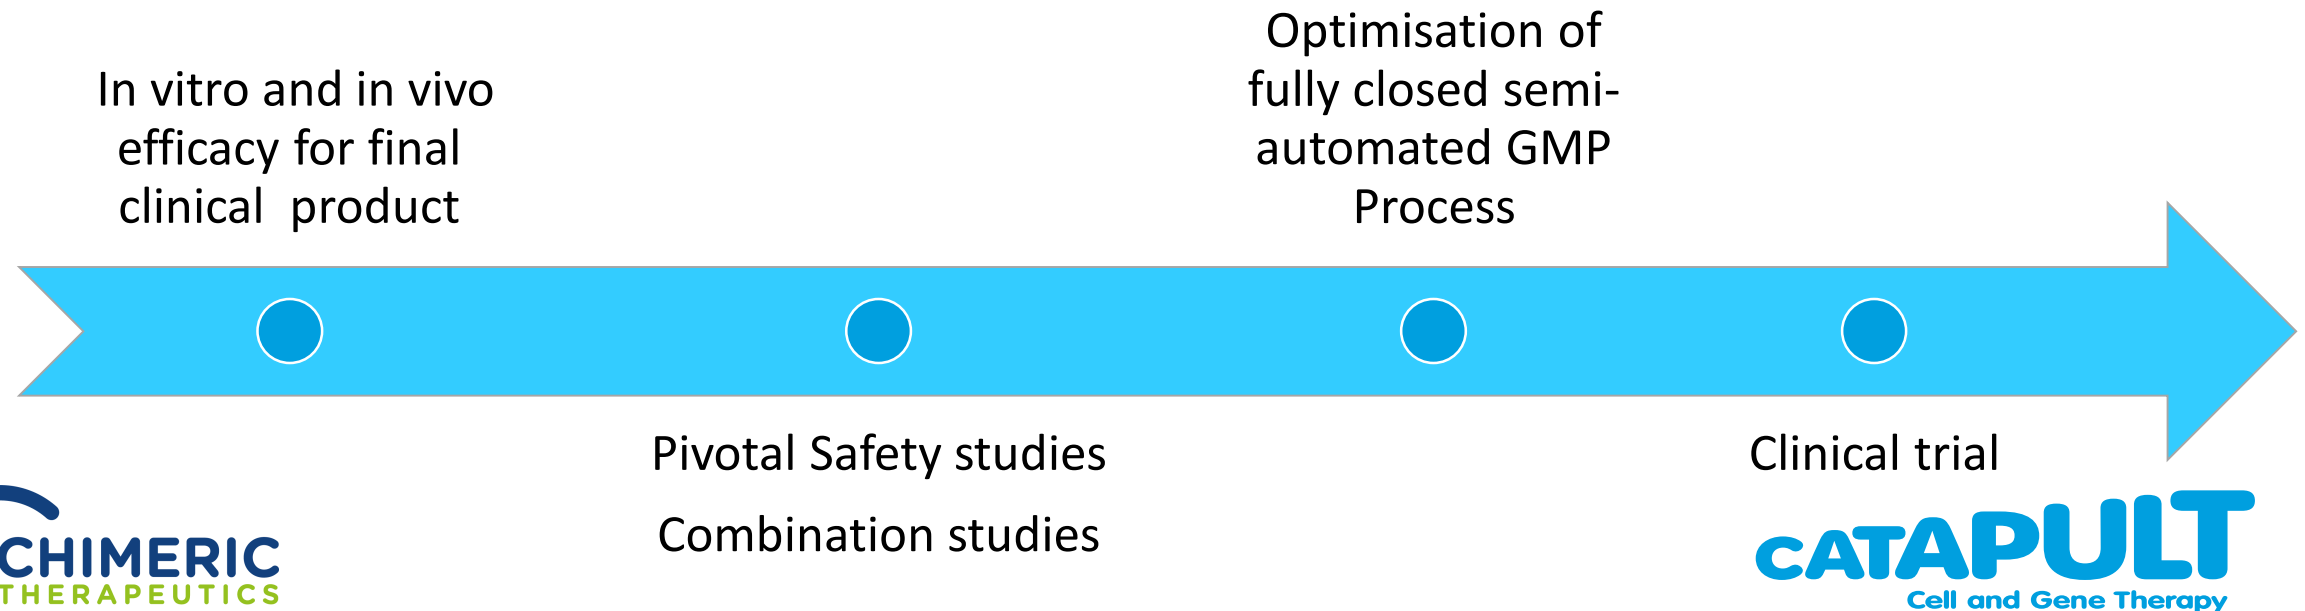 In vitro and in vivo
efficacy for final
clinical product
Pivotal Safety studies
Combination studies
Optimisation of
fully closed semi-
automated GMP
Process
Clinical trial
CHIMERIC
THERAPEUTICS
CATAPULT
Cell and Gene Therapy